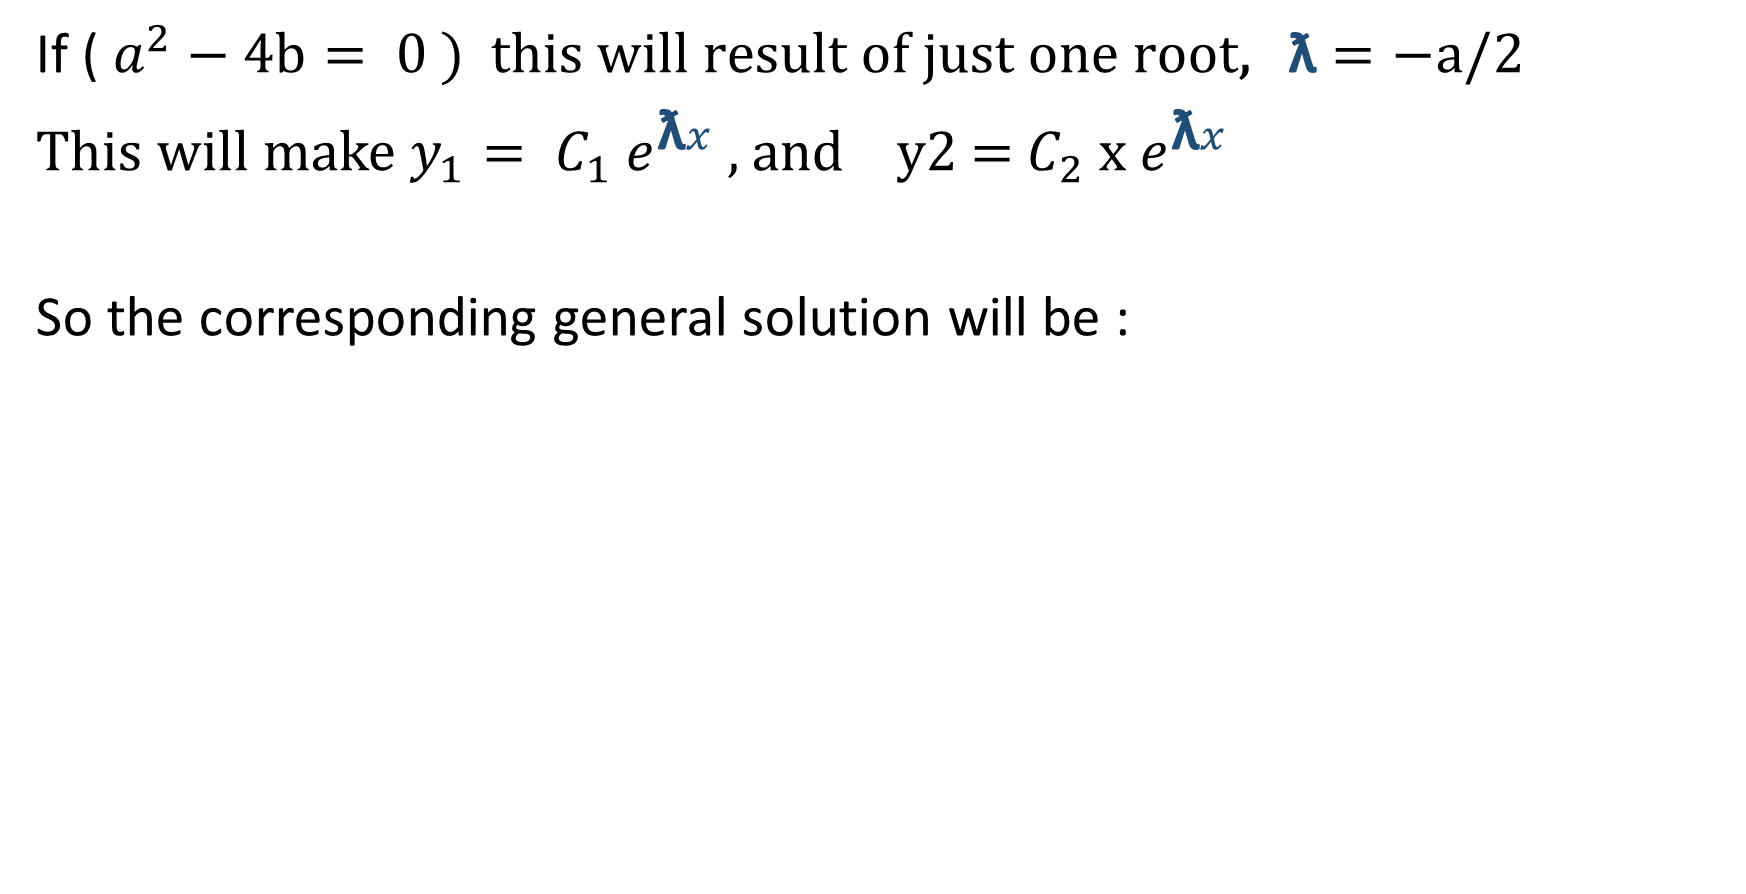 If ( a² − 4b = 0 ) this will result of just one root, ƛ = −a/2
This will make y₁ = C₁ e^ƛx , and y2 = C₂ x e^ƛx
So the corresponding general solution will be :